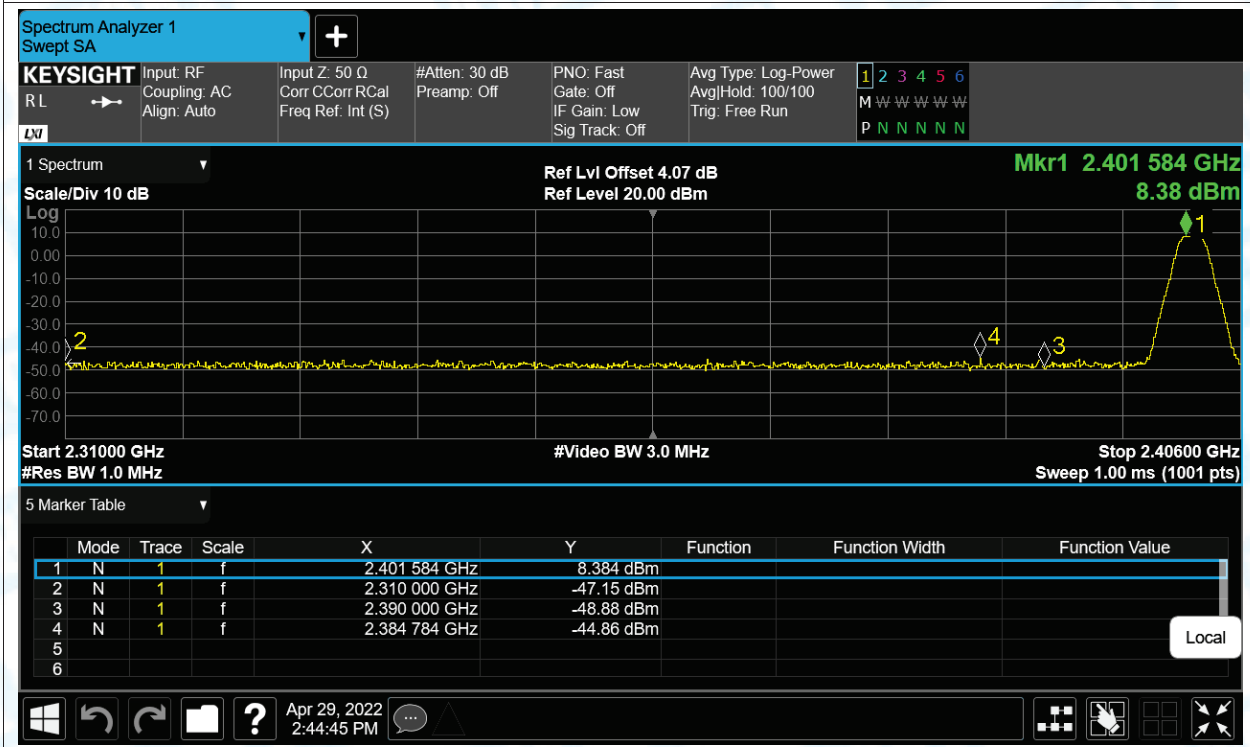 Spectrum Analyzer 1
Swept SA
KEYSIGHT
R L
LXI
Input: RF
Coupling: AC
Align: Auto
Input Z: 50 Ω
Corr CCorr RCal
Freq Ref: Int (S)
#Atten: 30 dB
Preamp: Off
PNO: Fast
Gate: Off
IF Gain: Low
Sig Track: Off
Avg Type: Log-Power
Avg|Hold: 100/100
Trig: Free Run
1 2 3 4 5 6
M W W W W W
P N N N N N
1 Spectrum
Scale/Div 10 dB
Ref Lvl Offset 4.07 dB
Ref Level 20.00 dBm
Mkr1 2.401 584 GHz
8.38 dBm
Log
10.0
0.00
-10.0
-20.0
-30.0
-40.0
-50.0
-60.0
-70.0
1
2
4
3
Start 2.31000 GHz
#Res BW 1.0 MHz
#Video BW 3.0 MHz
Stop 2.40600 GHz
Sweep 1.00 ms (1001 pts)
5 Marker Table
Mode Trace Scale X Y Function Function Width Function Value
1 N 1 f 2.401 584 GHz 8.384 dBm
2 N 1 f 2.310 000 GHz -47.15 dBm
3 N 1 f 2.390 000 GHz -48.88 dBm
4 N 1 f 2.384 784 GHz -44.86 dBm
5
6
Local
?
Apr 29, 2022
2:44:45 PM